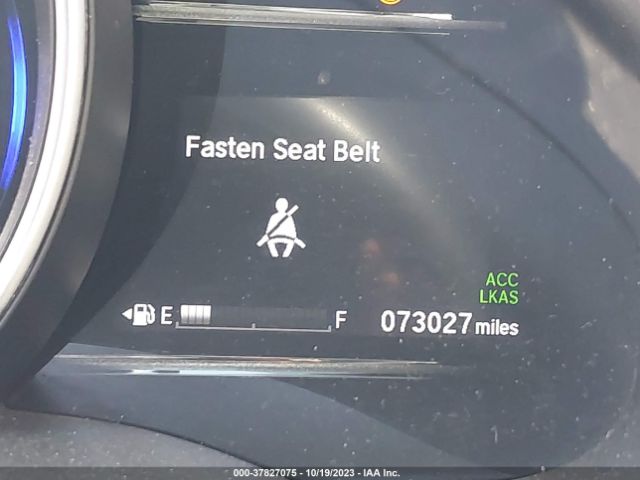 Fasten Seat Belt
ACC
LKAS
E F 073027 miles
000-37827075 - 10/19/2023 - IAA Inc.